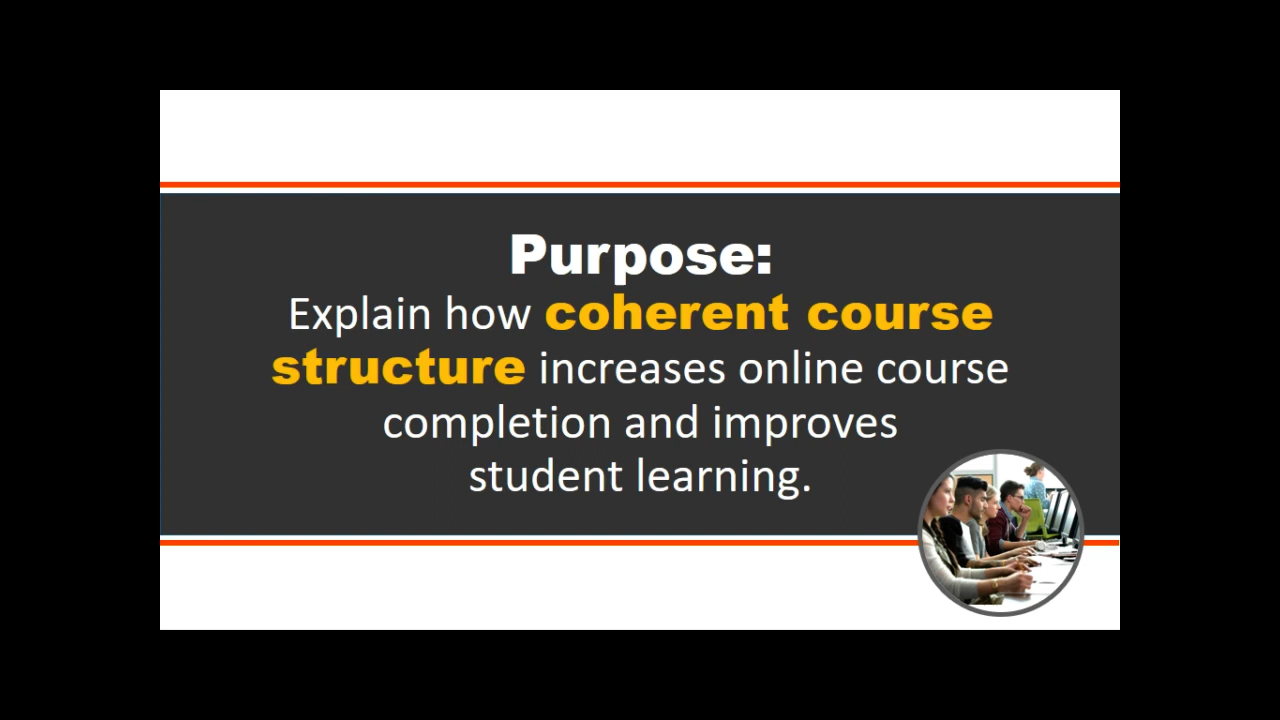 Purpose:
Explain how coherent course
structure increases online course
completion and improves
student learning.